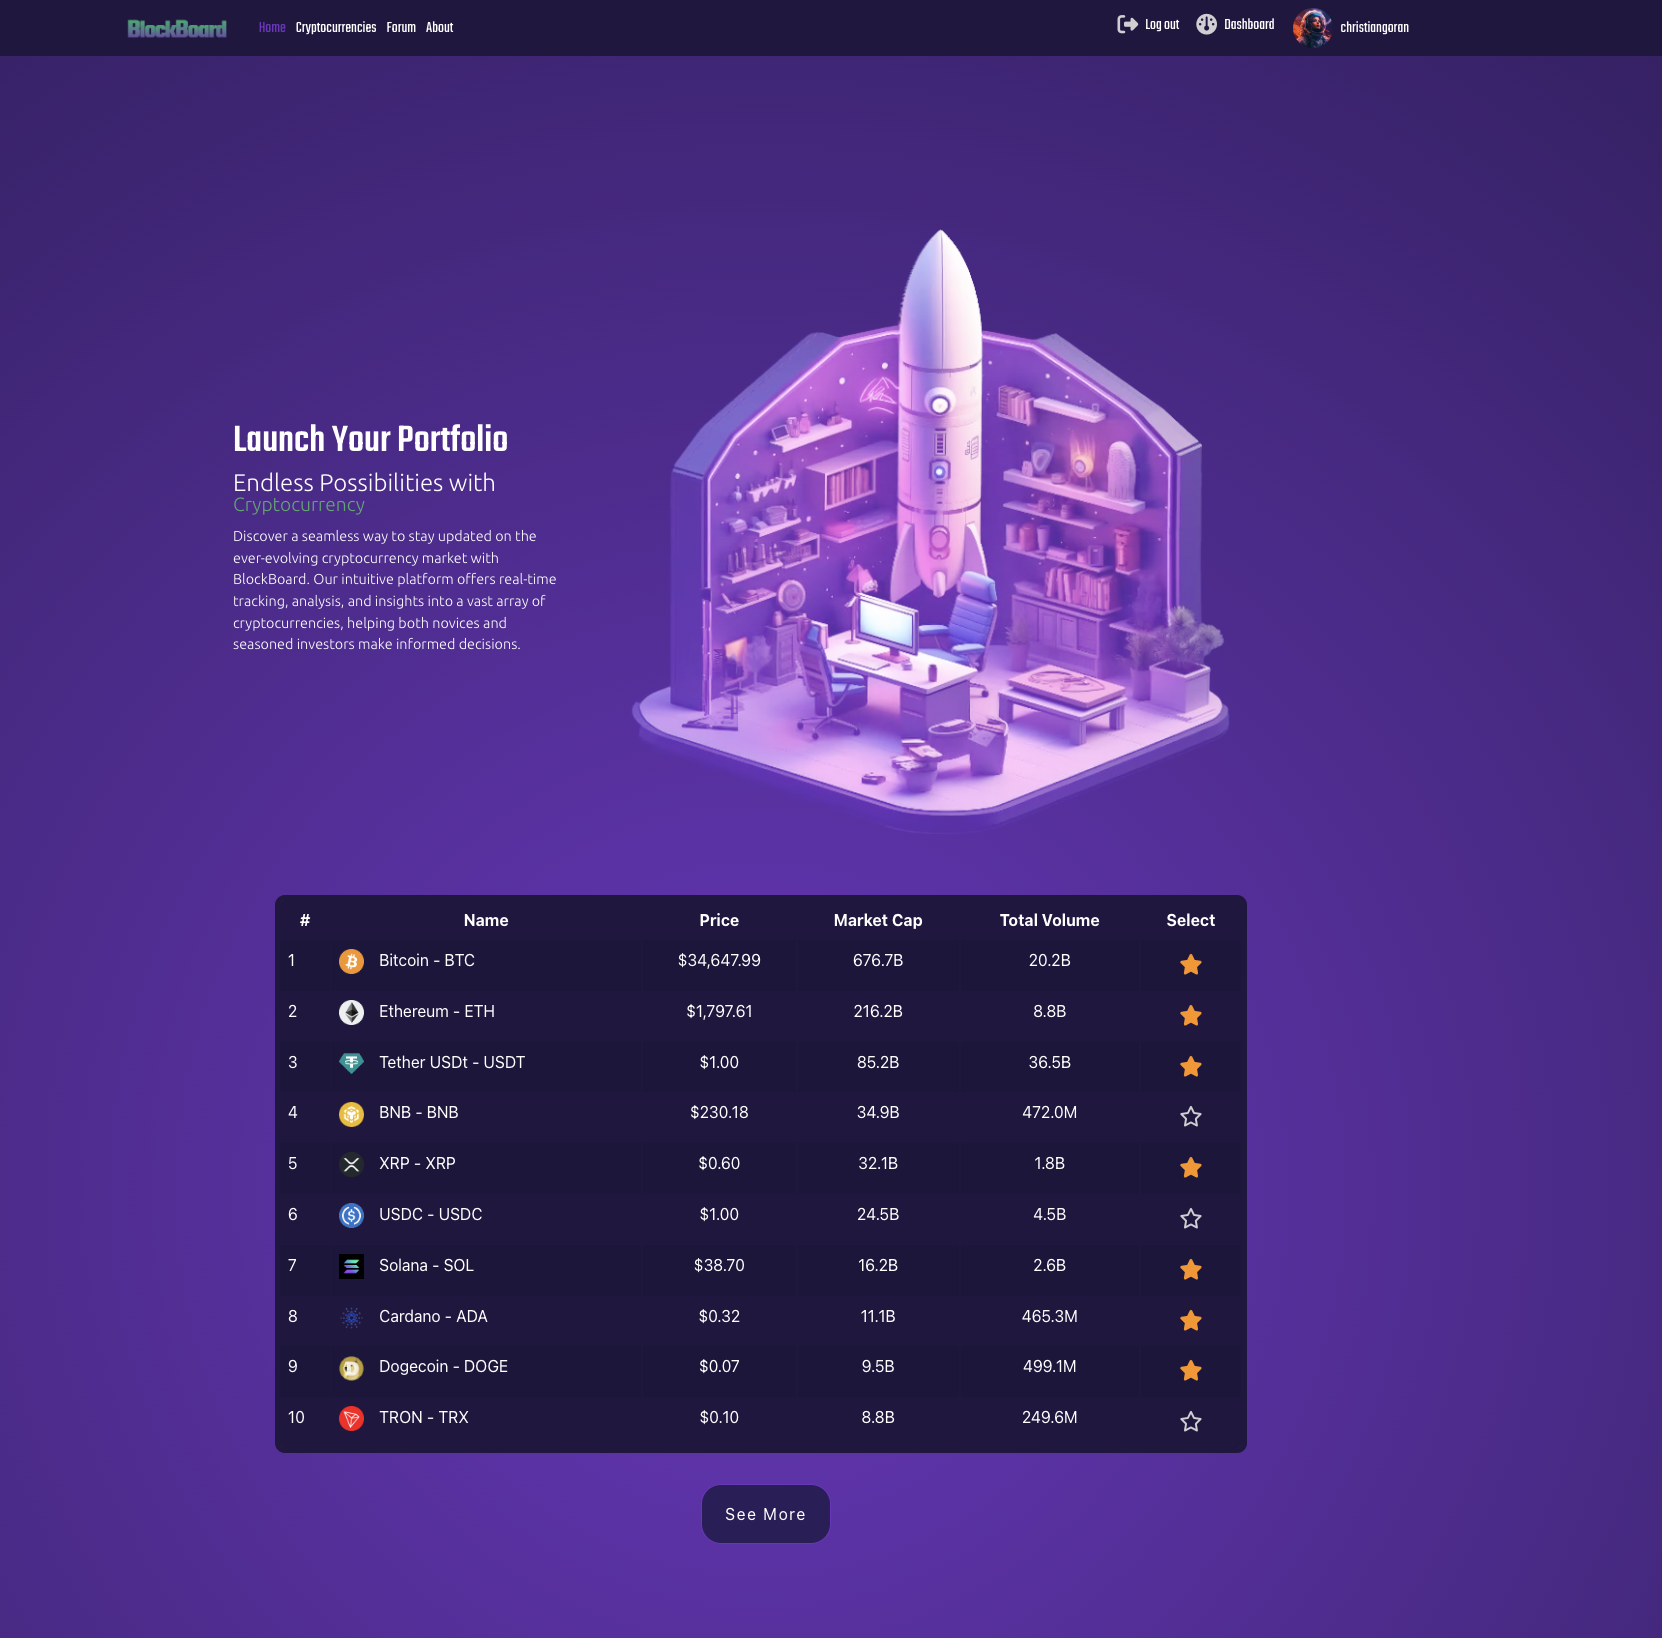 BlockBoard Home Cryptocurrencies Forum About Log out Dashboard christiangoran
Launch Your Portfolio
Endless Possibilities with
Cryptocurrency
Discover a seamless way to stay updated on the
ever-evolving cryptocurrency market with
BlockBoard. Our intuitive platform offers real-time
tracking, analysis, and insights into a vast array of
cryptocurrencies, helping both novices and
seasoned investors make informed decisions.
# Name Price Market Cap Total Volume Select
1 Bitcoin - BTC $34,647.99 676.7B 20.2B
2 Ethereum - ETH $1,797.61 216.2B 8.8B
3 Tether USDt - USDT $1.00 85.2B 36.5B
4 BNB - BNB $230.18 34.9B 472.0M
5 XRP - XRP $0.60 32.1B 1.8B
6 USDC - USDC $1.00 24.5B 4.5B
7 Solana - SOL $38.70 16.2B 2.6B
8 Cardano - ADA $0.32 11.1B 465.3M
9 Dogecoin - DOGE $0.07 9.5B 499.1M
10 TRON - TRX $0.10 8.8B 249.6M
See More